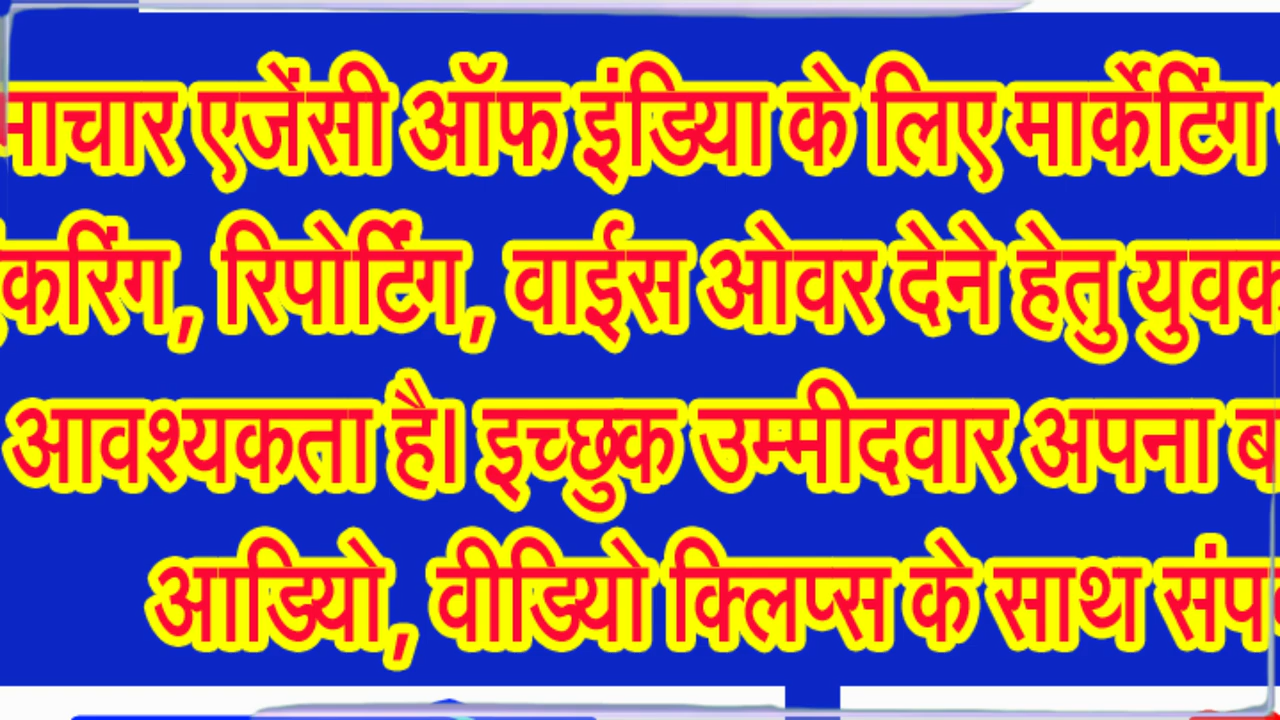 माचार एजेंसी ऑफ इंडिया के लिए मार्केटिंग
करिंग, रिपोर्टिंग, वाईस ओवर देने हेतु युवक
आवश्यकता है। इच्छुक उम्मीदवार अपना ब
आडियो, वीडियो क्लिप्स के साथ संप